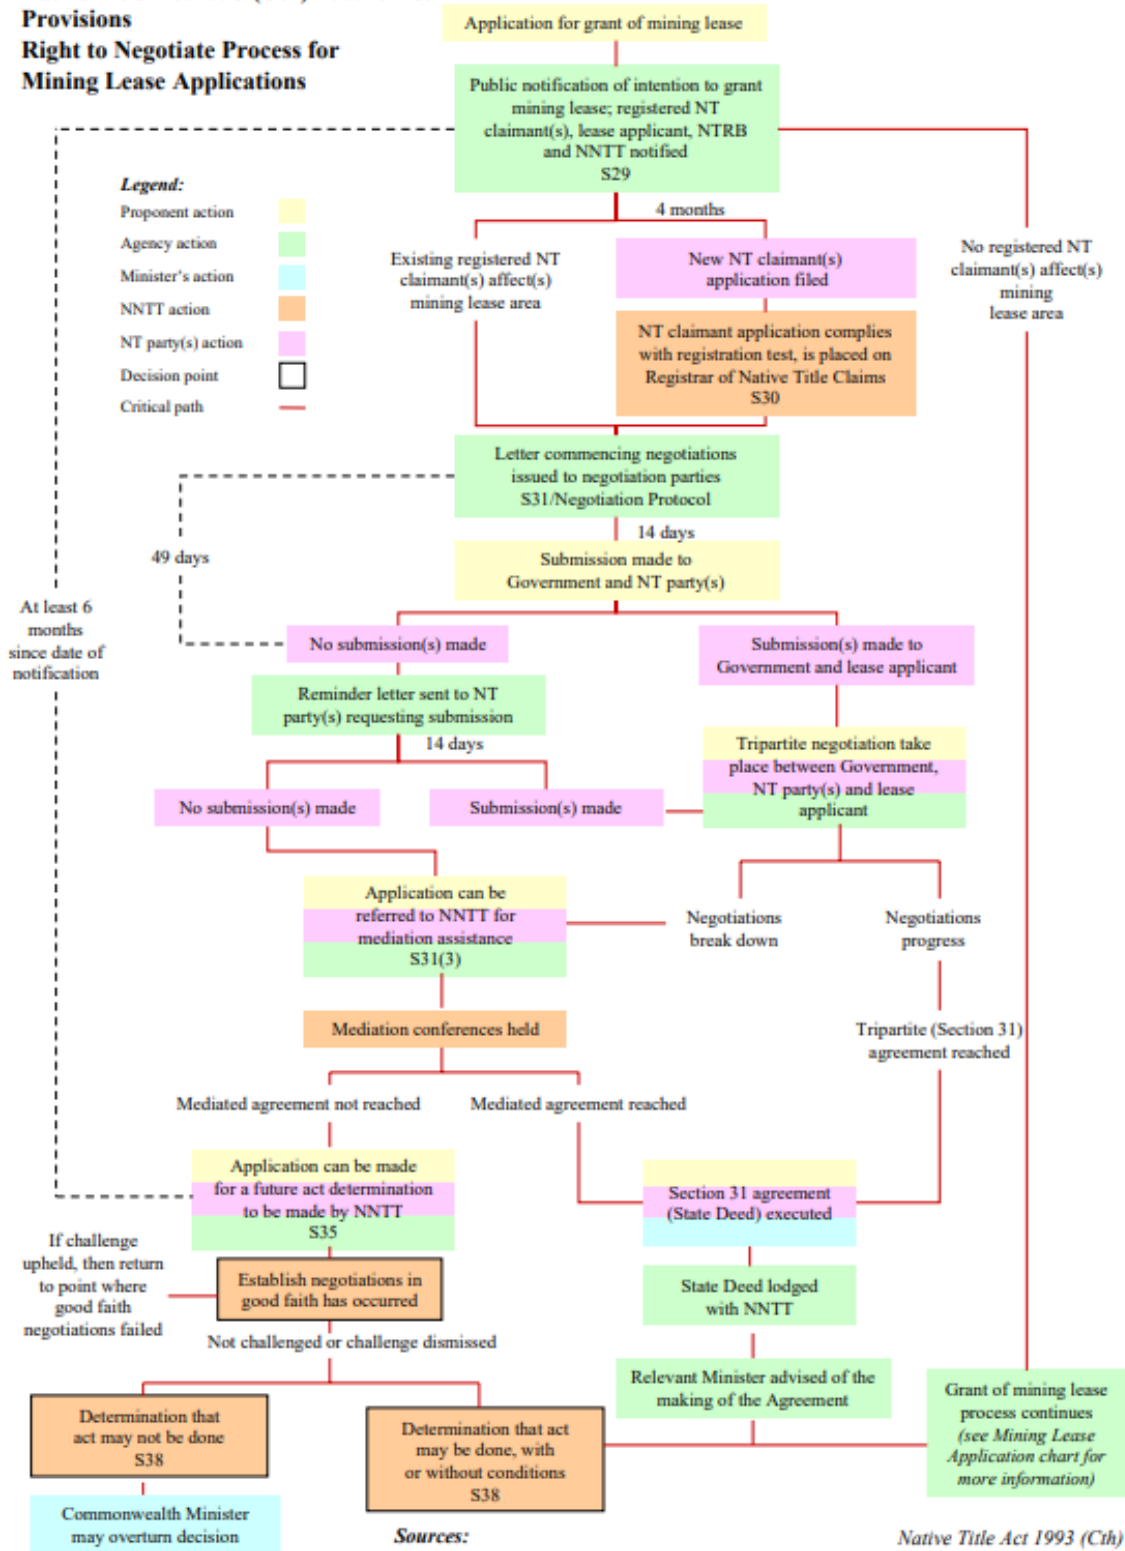 Provisions
Right to Negotiate Process for
Mining Lease Applications
Application for grant of mining lease
Public notification of intention to grant
mining lease; registered NT
claimant(s), lease applicant, NTRB
and NNTT notified
S29
Legend:
Proponent action
Agency action
Minister's action
NNTT action
NT party(s) action
Decision point
Critical path
4 months
Existing registered NT
claimant(s) affect(s)
mining lease area
New NT claimant(s)
application filed
No registered NT
claimant(s) affect(s)
mining
lease area
NT claimant application complies
with registration test, is placed on
Registrar of Native Title Claims
S30
Letter commencing negotiations
issued to negotiation parties
S31/Negotiation Protocol
14 days
49 days
Submission made to
Government and NT party(s)
At least 6
months
since date of
notification
No submission(s) made
Submission(s) made to
Government and lease applicant
Reminder letter sent to NT
party(s) requesting submission
14 days
Tripartite negotiation take
place between Government,
NT party(s) and lease
applicant
No submission(s) made
Submission(s) made
Application can be
referred to NNTT for
mediation assistance
S31(3)
Negotiations
break down
Negotiations
progress
Mediation conferences held
Tripartite (Section 31)
agreement reached
Mediated agreement not reached
Mediated agreement reached
Application can be made
for a future act determination
to be made by NNTT
S35
Section 31 agreement
(State Deed) executed
If challenge
upheld, then return
to point where
good faith
negotiations failed
Establish negotiations in
good faith has occurred
State Deed lodged
with NNTT
Not challenged or challenge dismissed
Relevant Minister advised of the
making of the Agreement
Grant of mining lease
process continues
(see Mining Lease
Application chart for
more information)
Determination that
act may not be done
S38
Determination that act
may be done, with
or without conditions
S38
Commonwealth Minister
may overturn decision
Sources:
Native Title Act 1993 (Cth)